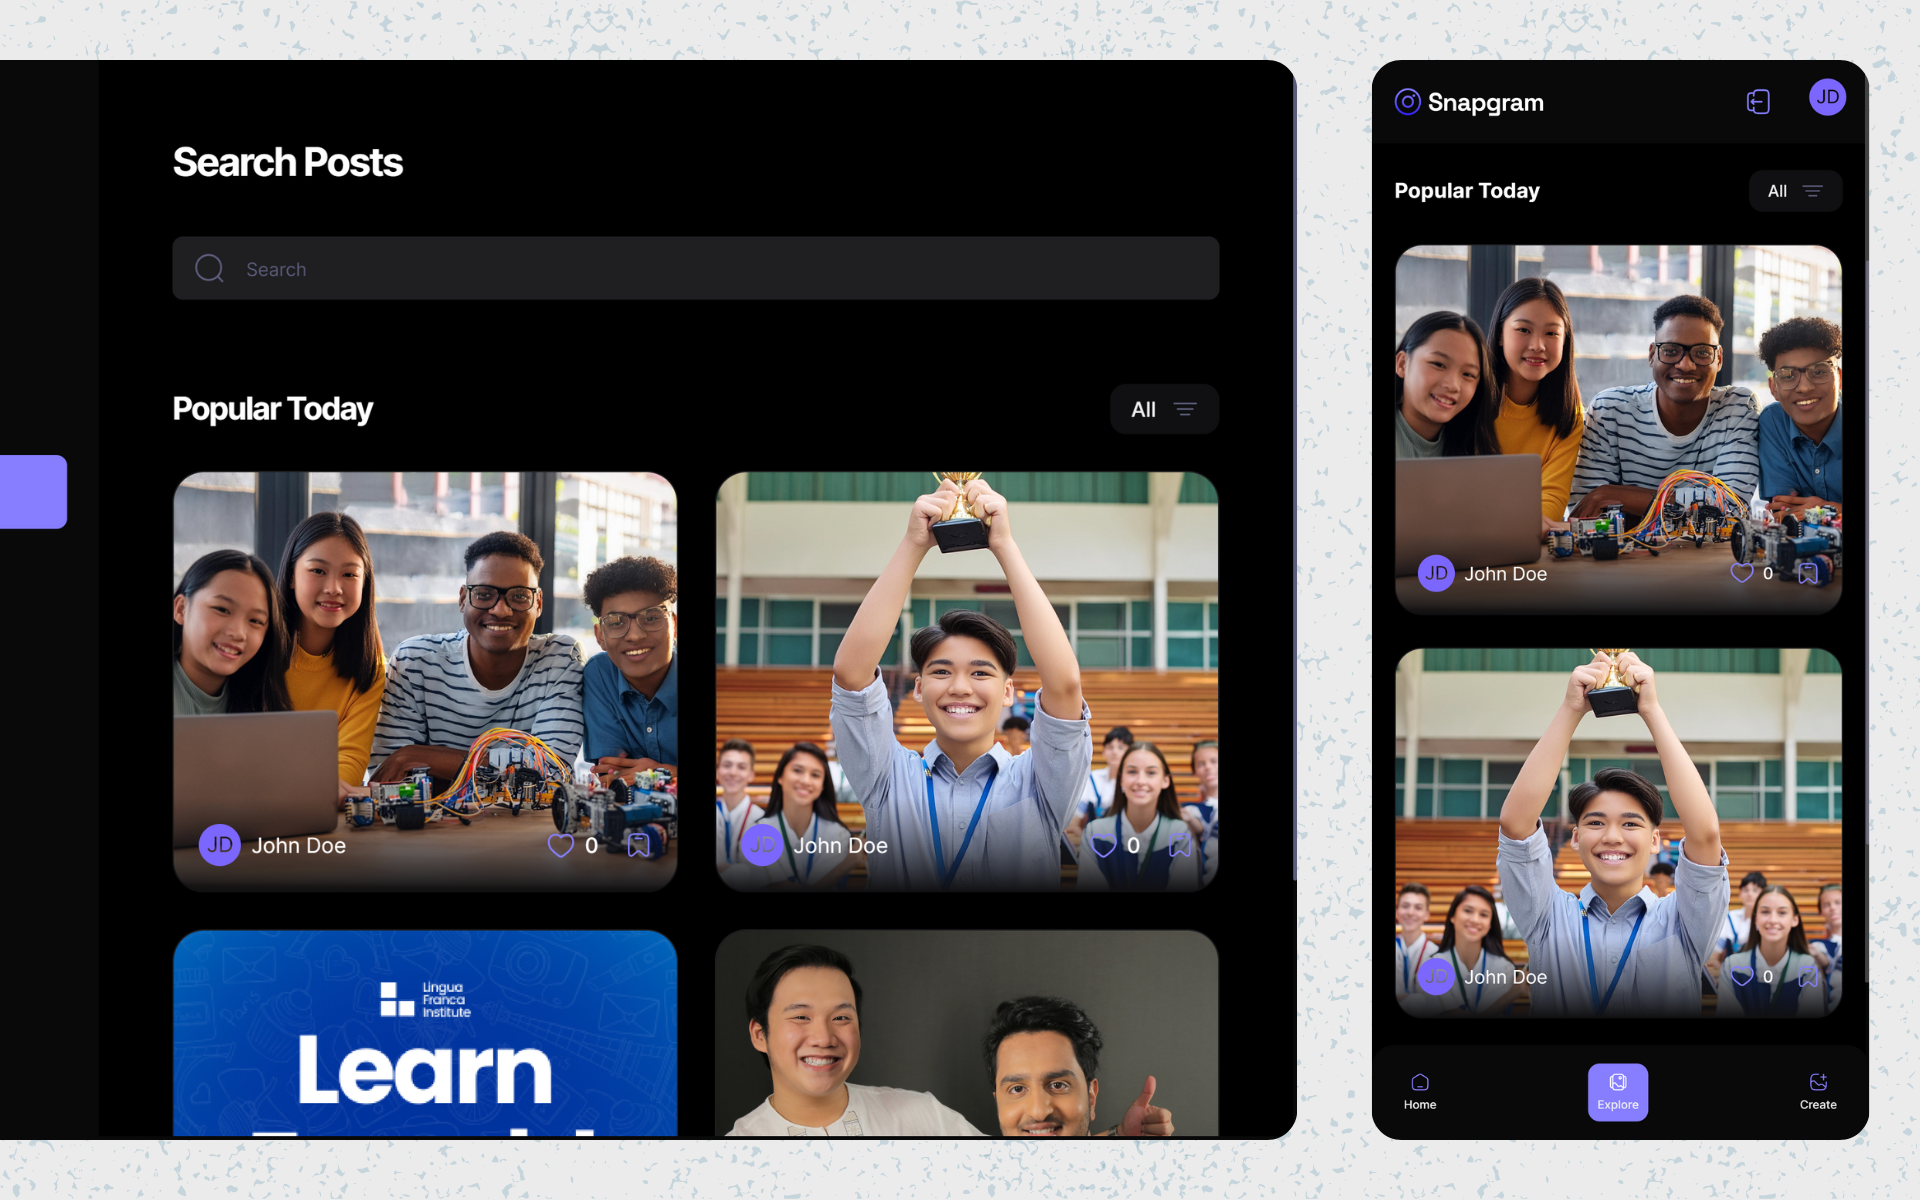 Search Posts
Search
Popular Today
All
JD
John Doe
0
JD
John Doe
0
Lingua
Franca
Institute
Learn
Snapgram
JD
Popular Today
All
JD
John Doe
0
JD
John Doe
0
Home
Explore
Create